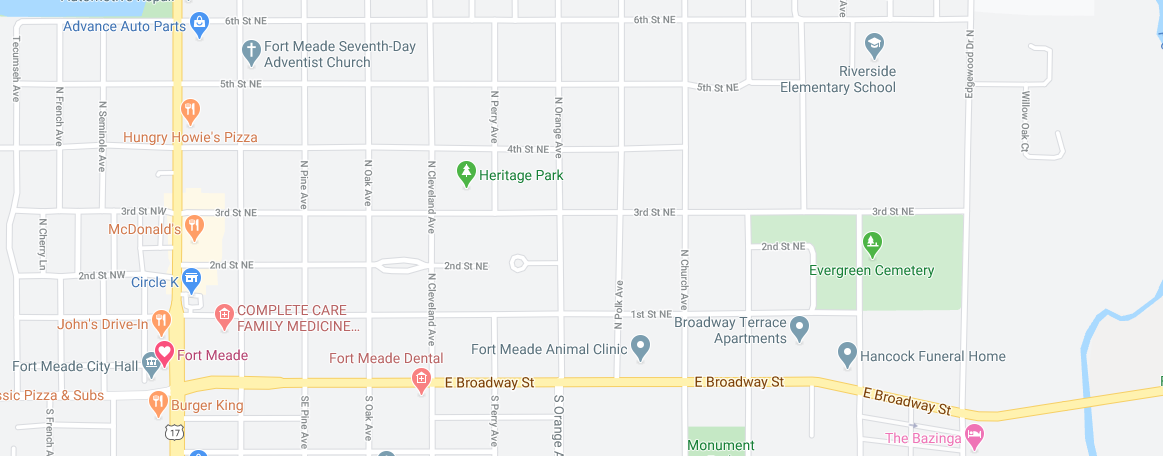 Automotive Repair
6th St NE
6th St NE
Advance Auto Parts
Fort Meade Seventh-Day
Adventist Church
Riverside
Elementary School
Tecumseh Ave
N French Ave
N Seminole Ave
5th St NE
5th St NE
N Perry Ave
N Orange Ave
Ave
Edgewood Dr N
Willow Oak Ct
Hungry Howie's Pizza
4th St NE
N Pine Ave
N Oak Ave
N Cleveland Ave
Heritage Park
3rd St NW
3rd St NE
3rd St NE
3rd St NE
McDonald's
N Cherry Ln
2nd St NW
2nd St NE
2nd St NE
2nd St NE
Evergreen Cemetery
Circle K
N Cleveland Ave
N Church Ave
N Polk Ave
COMPLETE CARE
FAMILY MEDICINE...
1st St NE
John's Drive-In
Broadway Terrace
Apartments
Fort Meade
Fort Meade City Hall
Fort Meade Dental
Fort Meade Animal Clinic
Hancock Funeral Home
E Broadway St
E Broadway St
E Broadway St
ssic Pizza & Subs
Burger King
S French A
SE Pine Ave
S Oak Ave
S Perry Ave
S Orange A
17
The Bazinga
Monument